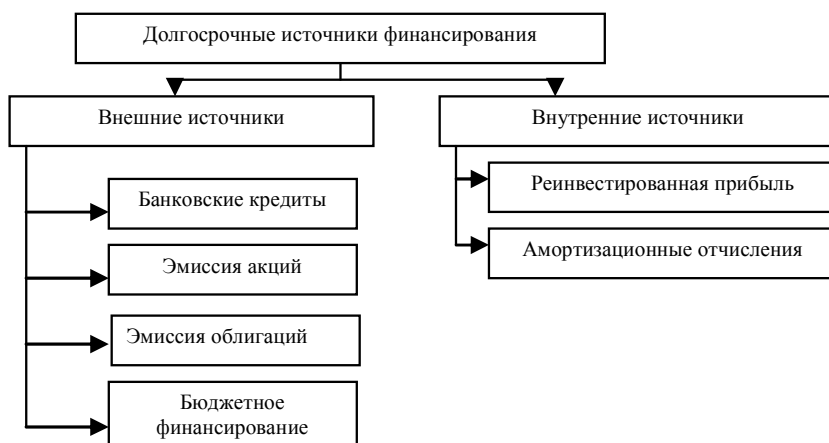 Долгосрочные источники финансирования
Внешние источники
Внутренние источники
Банковские кредиты
Эмиссия акций
Эмиссия облигаций
Бюджетное
финансирование
Реинвестированная прибыль
Амортизационные отчисления